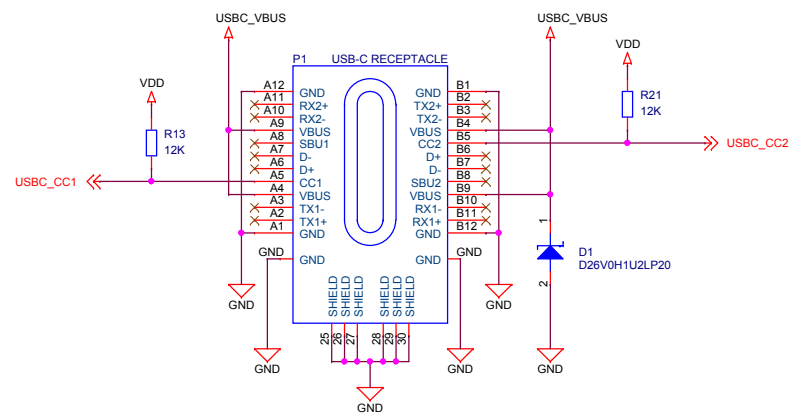 USBC_VBUS
USBC_VBUS
P1 USB-C RECEPTACLE
VDD
VDD
R13
12K
R21
12K
USBC_CC1
USBC_CC2
A12 GND
A11 RX2+
A10 RX2-
A9 VBUS
A8 SBU1
A7 D-
A6 D+
A5 CC1
A4 VBUS
A3 TX1-
A2 TX1+
A1 GND
GND GND
B1 GND
B2 TX2+
B3 TX2-
B4 VBUS
B5 CC2
B6 D+
B7 D-
B8 SBU2
B9 VBUS
B10 RX1-
B11 RX1+
B12 GND
GND GND
SHIELD 25
SHIELD 26
SHIELD 27
SHIELD 28
SHIELD 29
SHIELD 30
1
D1
D26V0H1U2LP20
2
GND
GND
GND
GND
GND
GND